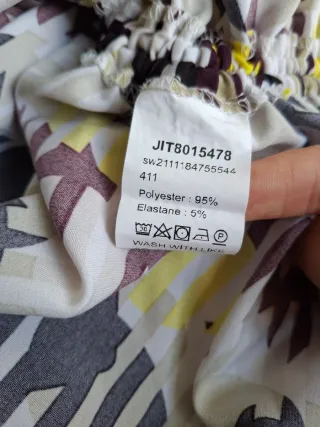 JIT8015478
sw2111184755544
411
Polyester : 95%
Elastane : 5%
WASH WITH LIKE